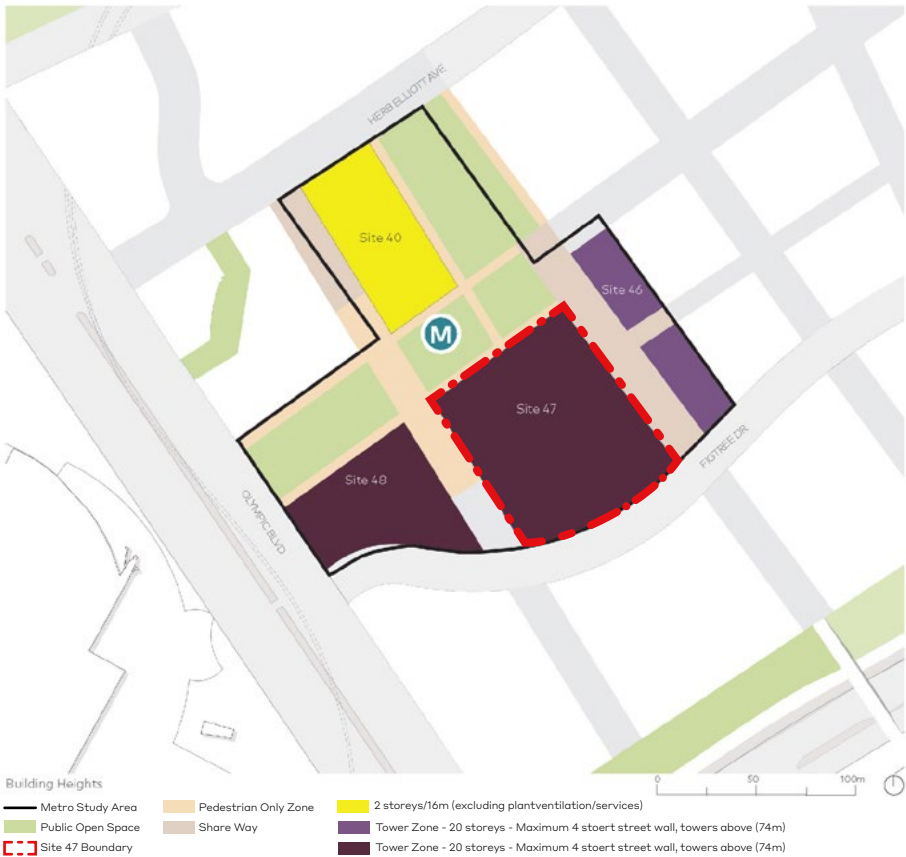 HERB ELLIOTT AVE
Site 40
Site 46
M
Site 47
Site 48
OLYMPIC BLVD
FIGTREE DR
Building Heights
0 50 100m
Metro Study Area
Pedestrian Only Zone
2 storeys/16m (excluding plantventilation/services)
Public Open Space
Share Way
Tower Zone - 20 storeys - Maximum 4 stoert street wall, towers above (74m)
Site 47 Boundary
Tower Zone - 20 storeys - Maximum 4 stoert street wall, towers above (74m)